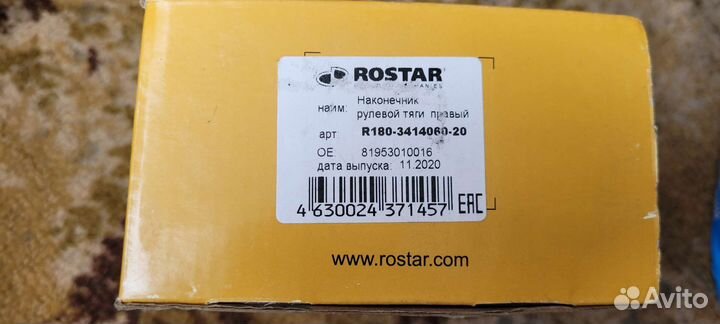 ROSTAR
наим: Наконечник
рулевой тяги правый
арт: R180-3414060-20
OE 81953010016
дата выпуска: 11.2020
4 630024 371457 EAC
www.rostar.com
Avito